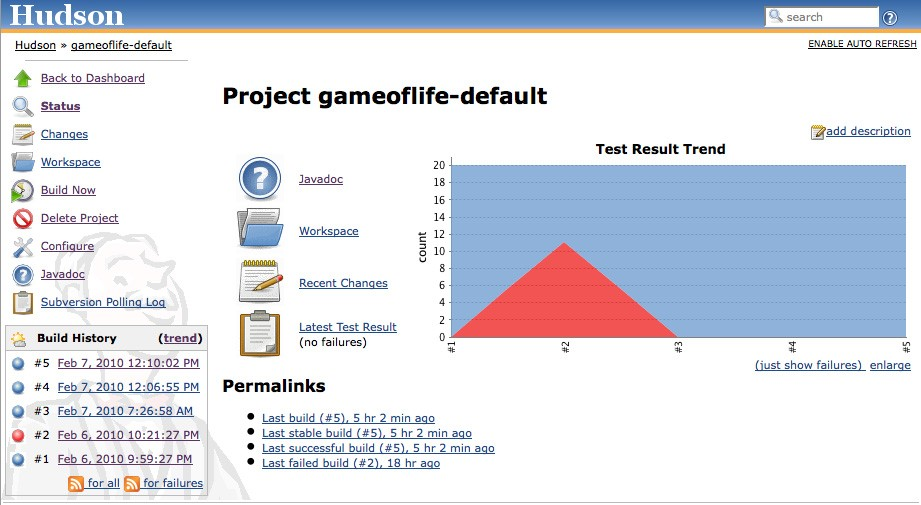 Hudson
search
?
Hudson » gameoflife-default
ENABLE AUTO REFRESH
Back to Dashboard
Status
Changes
Workspace
Build Now
Delete Project
Configure
?
Javadoc
Subversion Polling Log
Build History (trend)
#5 Feb 7, 2010 12:10:02 PM
#4 Feb 7, 2010 12:06:55 PM
#3 Feb 7, 2010 7:26:58 AM
#2 Feb 6, 2010 10:21:27 PM
#1 Feb 6, 2010 9:59:27 PM
for all for failures
Project gameoflife-default
add description
?
Javadoc
Workspace
Recent Changes
Latest Test Result
(no failures)
Test Result Trend
count
20
18
16
14
12
10
8
6
4
2
0
#1 #2 #3 #4 #5
(just show failures) enlarge
Permalinks
Last build (#5), 5 hr 2 min ago
Last stable build (#5), 5 hr 2 min ago
Last successful build (#5), 5 hr 2 min ago
Last failed build (#2), 18 hr ago